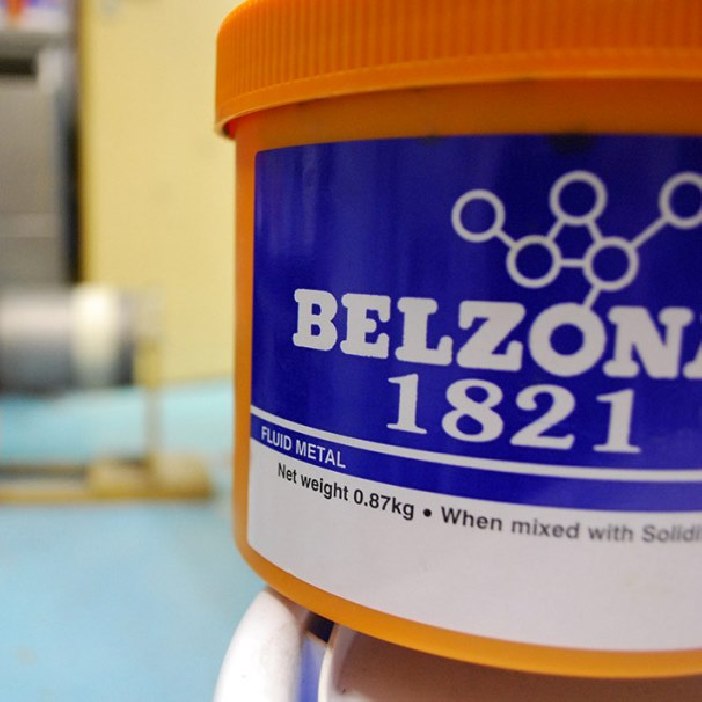 BELZONA
1821
FLUID METAL
Net weight 0.87kg • When mixed with